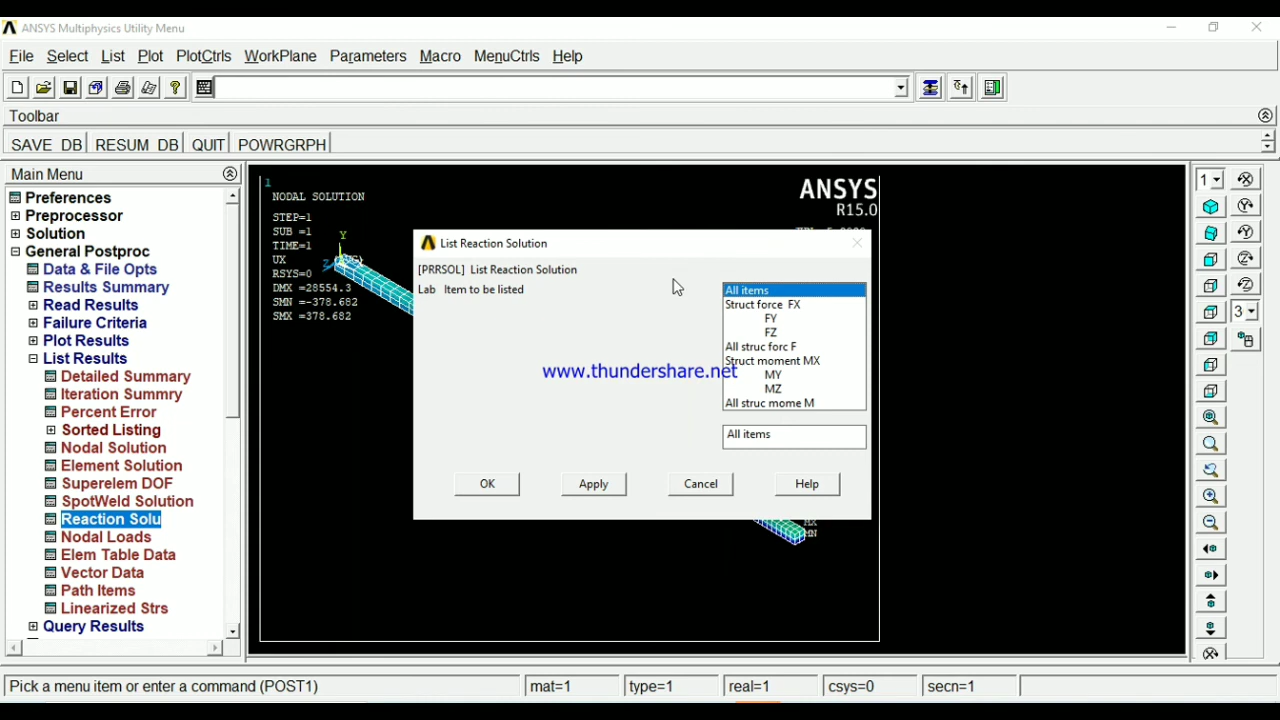 ANSYS Multiphysics Utility Menu
File Select List Plot PlotCtrls WorkPlane Parameters Macro MenuCtrls Help
Toolbar
SAVE_DB RESUM_DB QUIT POWRGRPH
Main Menu
Preferences
Preprocessor
Solution
General Postproc
Data & File Opts
Results Summary
Read Results
Failure Criteria
Plot Results
List Results
Detailed Summary
Iteration Summry
Percent Error
Sorted Listing
Nodal Solution
Element Solution
Superelem DOF
SpotWeld Solution
Reaction Solu
Nodal Loads
Elem Table Data
Vector Data
Path Items
Linearized Strs
Query Results
1
NODAL SOLUTION
STEP=1
SUB =1
TIME=1
UX (AVG)
RSYS=0
DMX =28554.3
SMN =-378.682
SMX =378.682
Y
Z
ANSYS
R15.0
List Reaction Solution
[PRRSOL] List Reaction Solution
Lab Item to be listed
All items
Struct force FX
FY
FZ
All struc forc F
Struct moment MX
MY
MZ
All struc mome M
All items
www.thundershare.net
OK Apply Cancel Help
MX
MN
1
3
Pick a menu item or enter a command (POST1)
mat=1 type=1 real=1 csys=0 secn=1